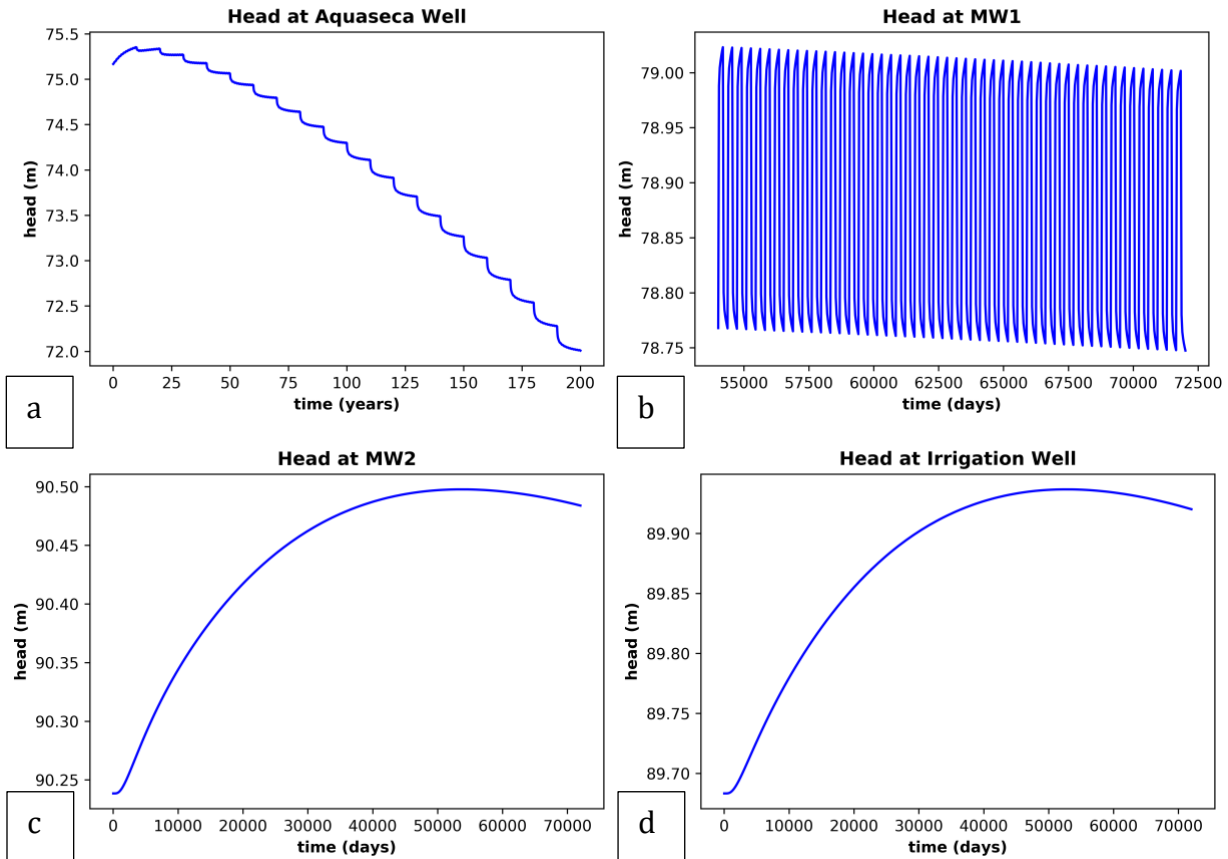 Head at Aquaseca Well
75.5
75.0
74.5
74.0
73.5
73.0
72.5
72.0
head (m)
0 25 50 75 100 125 150 175 200
time (years)
a
Head at MW1
79.00
78.95
78.90
78.85
78.80
78.75
head (m)
55000 57500 60000 62500 65000 67500 70000 72500
time (days)
b
Head at MW2
90.50
90.45
90.40
90.35
90.30
90.25
head (m)
0 10000 20000 30000 40000 50000 60000 70000
time (days)
c
Head at Irrigation Well
89.90
89.85
89.80
89.75
89.70
head (m)
0 10000 20000 30000 40000 50000 60000 70000
time (days)
d